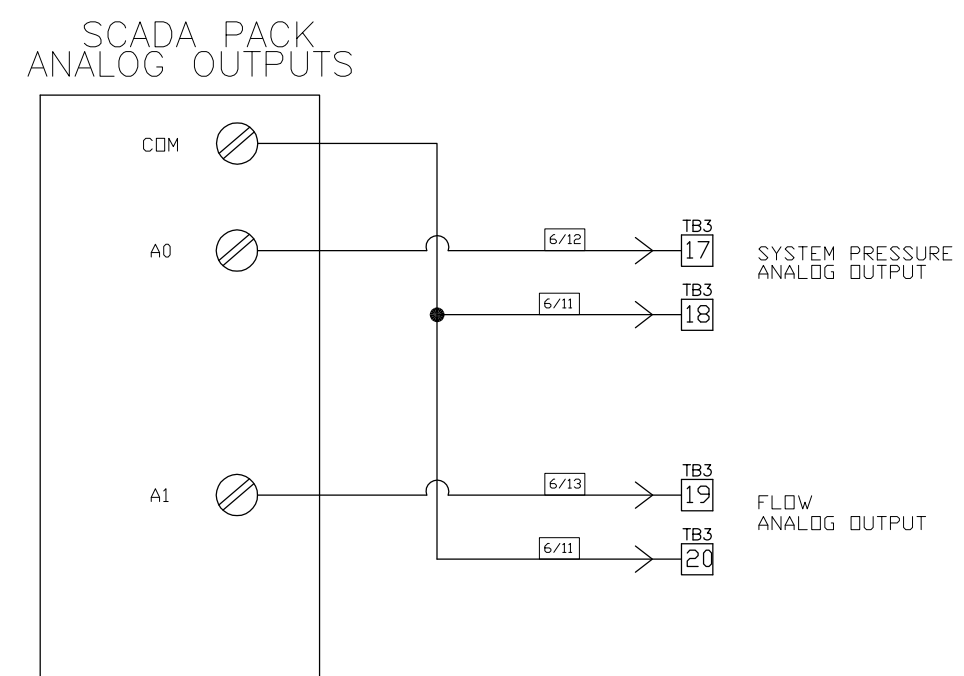 SCADA PACK
ANALOG OUTPUTS
COM
A0
6/12
TB3
17
SYSTEM PRESSURE
ANALOG OUTPUT
6/11
TB3
18
A1
6/13
TB3
19
FLOW
ANALOG OUTPUT
6/11
TB3
20